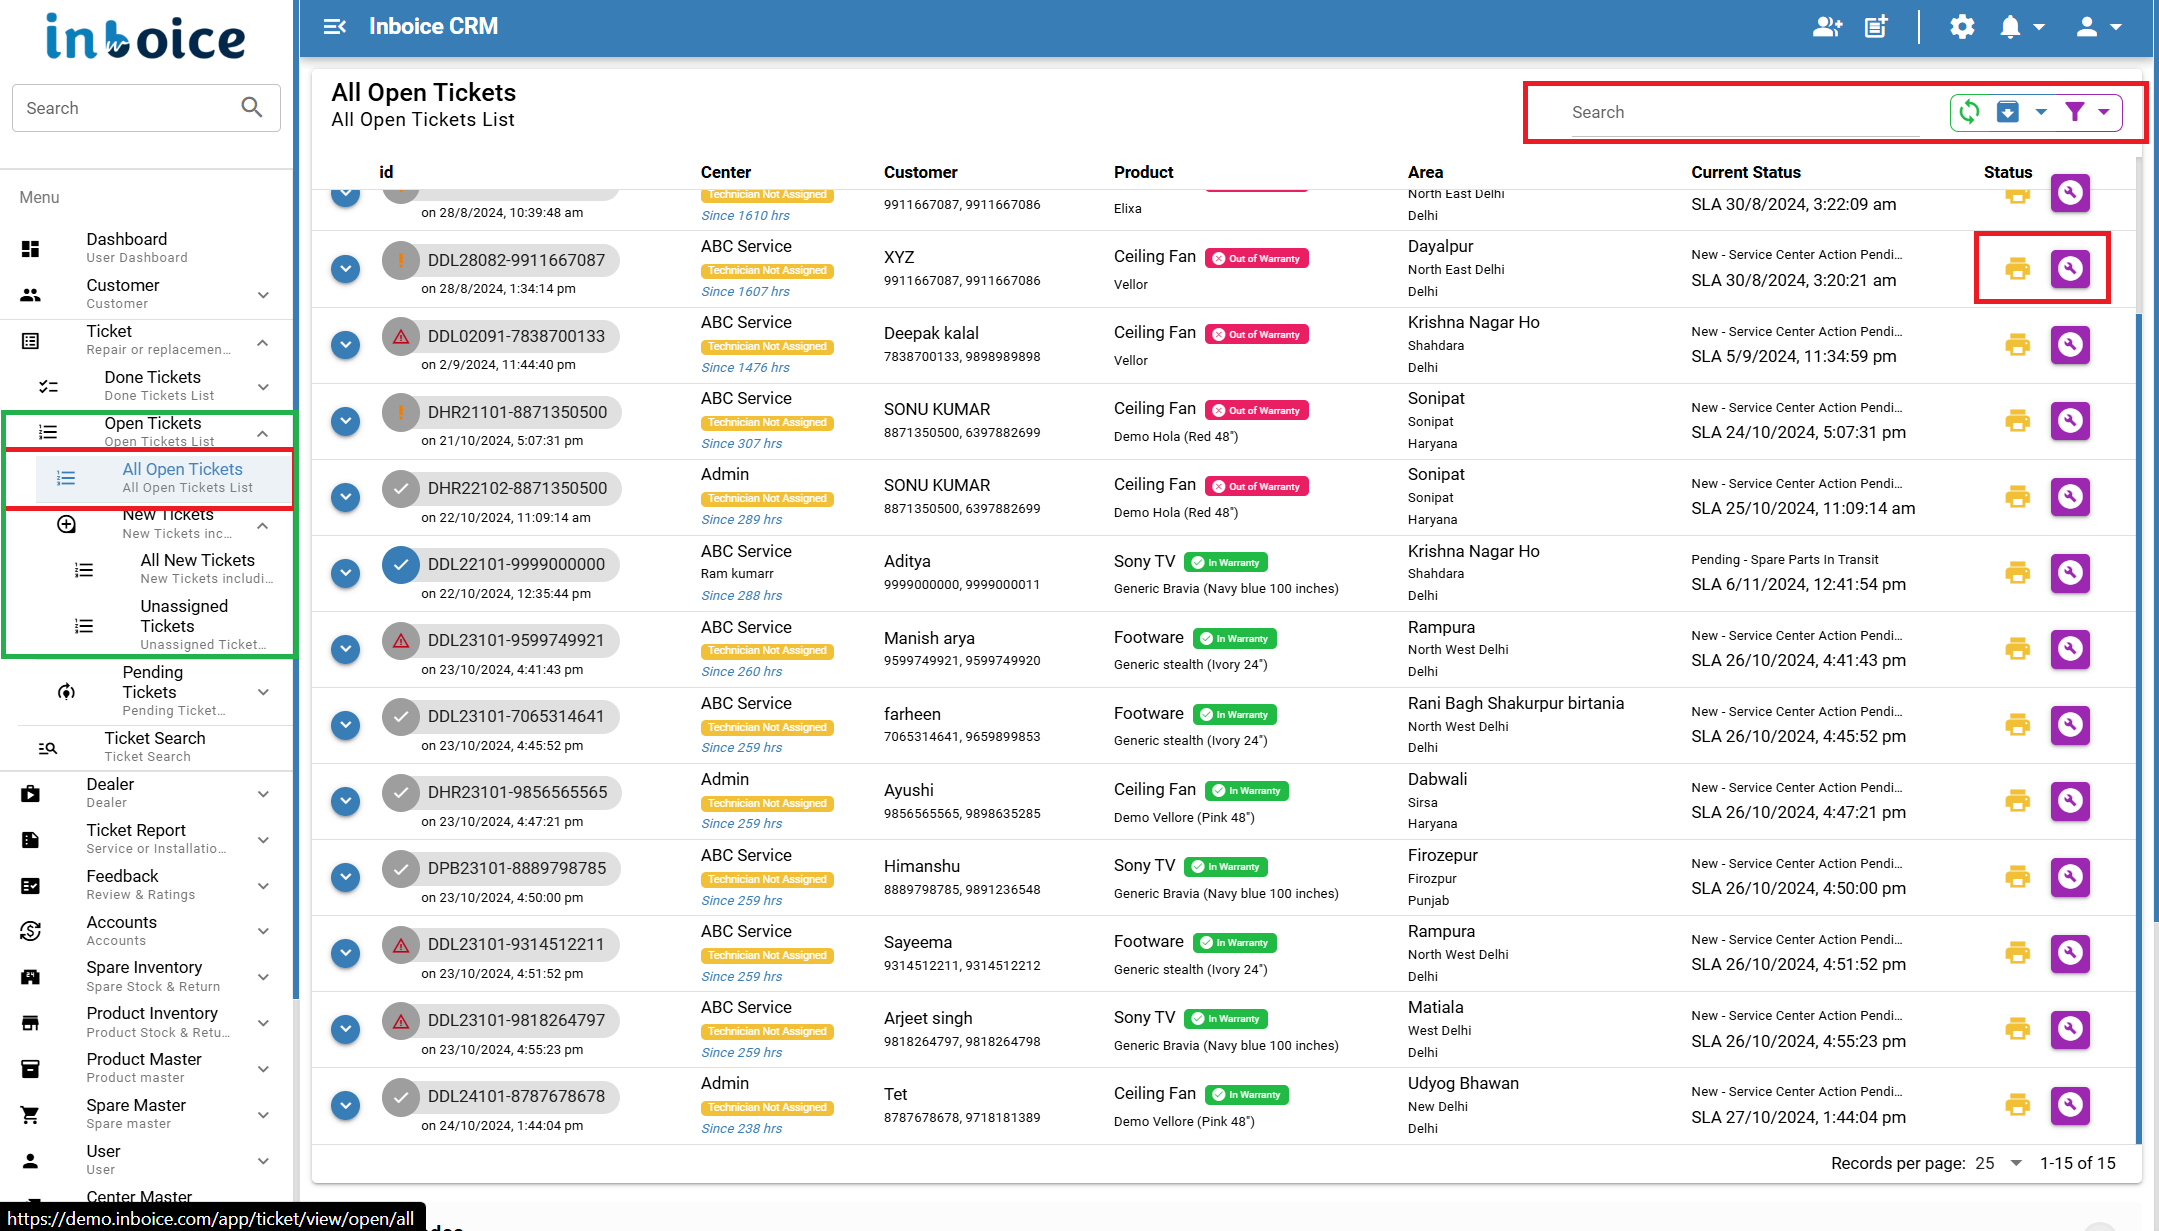 inboice
Search
Menu
Dashboard
User Dashboard
Customer
Customer
Ticket
Repair or replacemen...
Done Tickets
Done Tickets List
Open Tickets
Open Tickets List
All Open Tickets
All Open Tickets List
New Tickets
New Tickets inc...
All New Tickets
New Tickets includi...
Unassigned
Tickets
Unassigned Ticket...
Pending
Tickets
Pending Ticket...
Ticket Search
Ticket Search
Dealer
Dealer
Ticket Report
Service or Installatio...
Feedback
Review & Ratings
Accounts
Accounts
Spare Inventory
Spare Stock & Return
Product Inventory
Product Stock & Retu...
Product Master
Product master
Spare Master
Spare master
User
User
Center Master
https://demo.inboice.com/app/ticket/view/open/all
Inboice CRM
All Open Tickets
All Open Tickets List
Search
id Center Customer Product Area Current Status Status
Technician Not Assigned North East Delhi
on 28/8/2024, 10:39:48 am Since 1610 hrs 9911667087, 9911667086 Elixa Delhi SLA 30/8/2024, 3:22:09 am
ABC Service Dayalpur
DDL28082-9911667087 Technician Not Assigned XYZ Ceiling Fan Out of Warranty North East Delhi New - Service Center Action Pendi...
on 28/8/2024, 1:34:14 pm Since 1607 hrs 9911667087, 9911667086 Vellor Delhi SLA 30/8/2024, 3:20:21 am
ABC Service Krishna Nagar Ho
DDL02091-7838700133 Technician Not Assigned Deepak kalal Ceiling Fan Out of Warranty Shahdara New - Service Center Action Pendi...
on 2/9/2024, 11:44:40 pm Since 1476 hrs 7838700133, 9898989898 Vellor Delhi SLA 5/9/2024, 11:34:59 pm
ABC Service Sonipat
DHR21101-8871350500 Technician Not Assigned SONU KUMAR Ceiling Fan Out of Warranty Sonipat New - Service Center Action Pendi...
on 21/10/2024, 5:07:31 pm Since 307 hrs 8871350500, 6397882699 Demo Hola (Red 48") Haryana SLA 24/10/2024, 5:07:31 pm
Admin Sonipat
DHR22102-8871350500 Technician Not Assigned SONU KUMAR Ceiling Fan Out of Warranty Sonipat New - Service Center Action Pendi...
on 22/10/2024, 11:09:14 am Since 289 hrs 8871350500, 6397882699 Demo Hola (Red 48") Haryana SLA 25/10/2024, 11:09:14 am
ABC Service Krishna Nagar Ho
DDL22101-9999000000 Ram kumarr Aditya Sony TV In Warranty Shahdara Pending - Spare Parts In Transit
on 22/10/2024, 12:35:44 pm Since 288 hrs 9999000000, 9999000011 Generic Bravia (Navy blue 100 inches) Delhi SLA 6/11/2024, 12:41:54 pm
ABC Service Rampura
DDL23101-9599749921 Technician Not Assigned Manish arya Footware In Warranty North West Delhi New - Service Center Action Pendi...
on 23/10/2024, 4:41:43 pm Since 260 hrs 9599749921, 9599749920 Generic stealth (Ivory 24") Delhi SLA 26/10/2024, 4:41:43 pm
ABC Service Rani Bagh Shakurpur birtania
DDL23101-7065314641 Technician Not Assigned farheen Footware In Warranty North West Delhi New - Service Center Action Pendi...
on 23/10/2024, 4:45:52 pm Since 259 hrs 7065314641, 9659899853 Generic stealth (Ivory 24") Delhi SLA 26/10/2024, 4:45:52 pm
Admin Dabwali
DHR23101-9856565565 Technician Not Assigned Ayushi Ceiling Fan In Warranty Sirsa New - Service Center Action Pendi...
on 23/10/2024, 4:47:21 pm Since 259 hrs 9856565565, 9898635285 Demo Vellore (Pink 48") Haryana SLA 26/10/2024, 4:47:21 pm
ABC Service Firozepur
DPB23101-8889798785 Technician Not Assigned Himanshu Sony TV In Warranty Firozpur New - Service Center Action Pendi...
on 23/10/2024, 4:50:00 pm Since 259 hrs 8889798785, 9891236548 Generic Bravia (Navy blue 100 inches) Punjab SLA 26/10/2024, 4:50:00 pm
ABC Service Rampura
DDL23101-9314512211 Technician Not Assigned Sayeema Footware In Warranty North West Delhi New - Service Center Action Pendi...
on 23/10/2024, 4:51:52 pm Since 259 hrs 9314512211, 9314512212 Generic stealth (Ivory 24") Delhi SLA 26/10/2024, 4:51:52 pm
ABC Service Matiala
DDL23101-9818264797 Technician Not Assigned Arjeet singh Sony TV In Warranty West Delhi New - Service Center Action Pendi...
on 23/10/2024, 4:55:23 pm Since 259 hrs 9818264797, 9818264798 Generic Bravia (Navy blue 100 inches) Delhi SLA 26/10/2024, 4:55:23 pm
Admin Udyog Bhawan
DDL24101-8787678678 Technician Not Assigned Tet Ceiling Fan In Warranty New Delhi New - Service Center Action Pendi...
on 24/10/2024, 1:44:04 pm Since 238 hrs 8787678678, 9718181389 Demo Vellore (Pink 48") Delhi SLA 27/10/2024, 1:44:04 pm
Records per page: 25 1-15 of 15